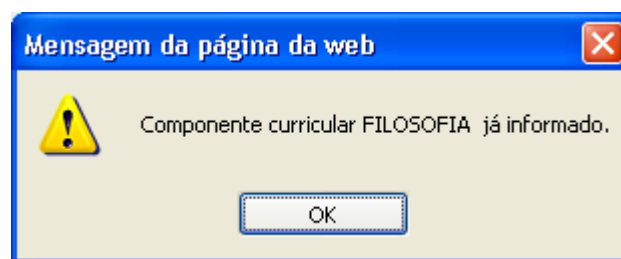 Mensagem da página da web
Componente curricular FILOSOFIA  já informado.
OK